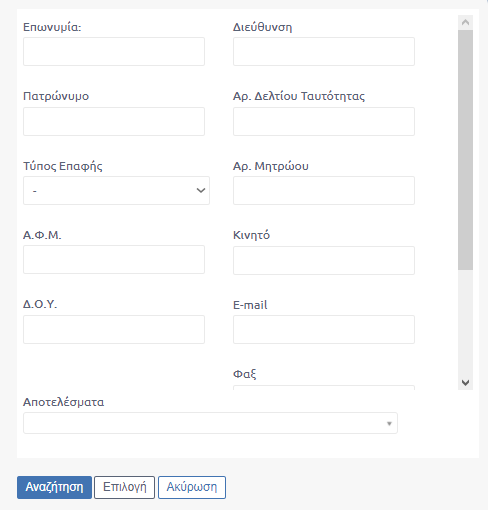 Επωνυμία:
Διεύθυνση
Πατρώνυμο
Αρ. Δελτίου Ταυτότητας
Τύπος Επαφής
Αρ. Μητρώου
-
Α.Φ.Μ.
Κινητό
Δ.Ο.Υ.
E-mail
Φαξ
Αποτελέσματα
Αναζήτηση Επιλογή Ακύρωση